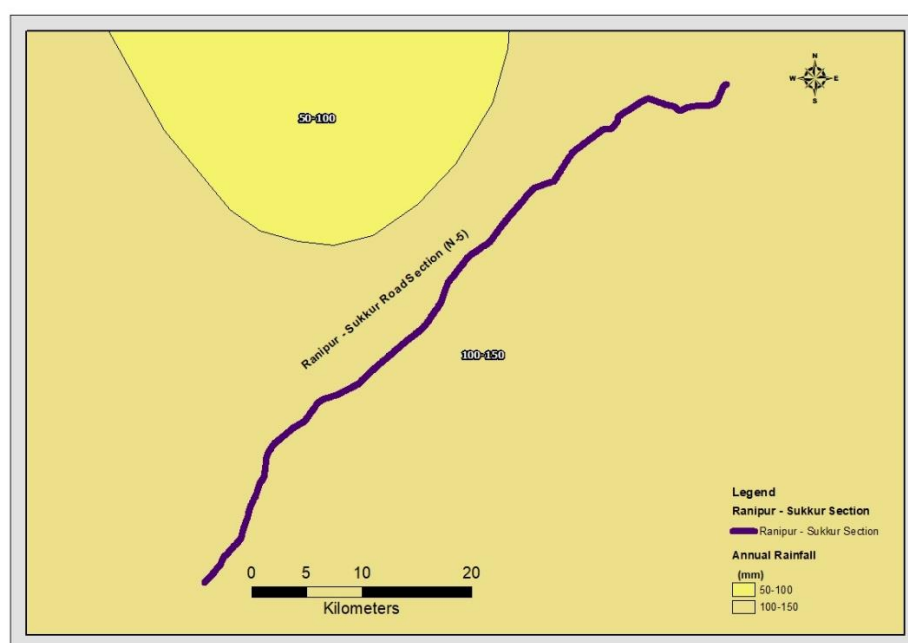 N
W E
S
50-100
Ranipur - Sukkur Road Section (N-5)
100-150
Legend
Ranipur - Sukkur Section
Ranipur - Sukkur Section
Annual Rainfall
(mm)
50-100
100-150
0 5 10 20
Kilometers